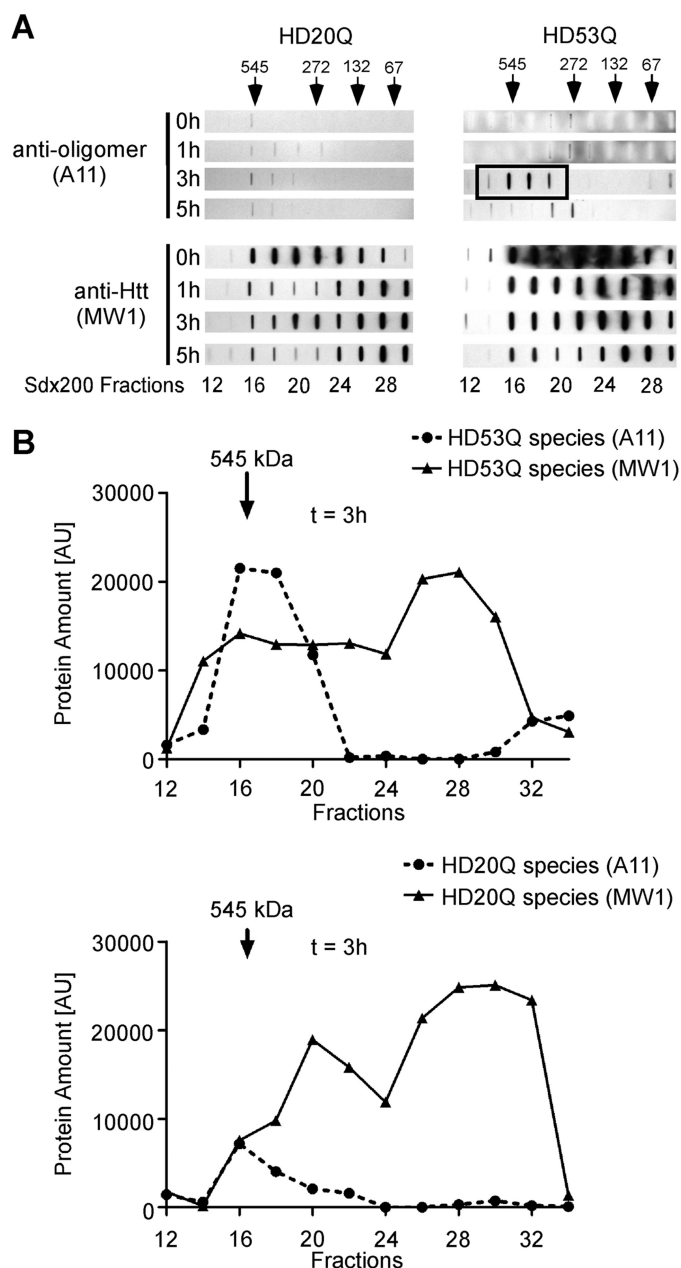 A
HD20Q HD53Q
545 272 132 67 545 272 132 67
anti-oligomer
(A11)
0h
1h
3h
5h
anti-Htt
(MW1)
0h
1h
3h
5h
Sdx200 Fractions 12 16 20 24 28 12 16 20 24 28
B
HD53Q species (A11)
HD53Q species (MW1)
545 kDa
t = 3h
Protein Amount [AU]
30000
20000
10000
0
12 16 20 24 28 32
Fractions
HD20Q species (A11)
HD20Q species (MW1)
545 kDa
t = 3h
Protein Amount [AU]
30000
20000
10000
0
12 16 20 24 28 32
Fractions